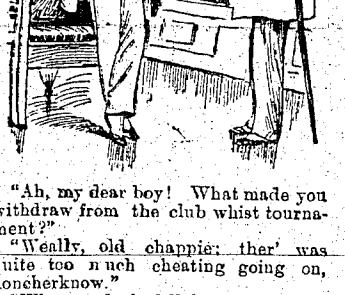 "Ah, my dear boy! What made you
withdraw from the club whist tourna-
ment?"
"Weally, old chappie; ther' was
quite too much cheating going on,
doncherknow."